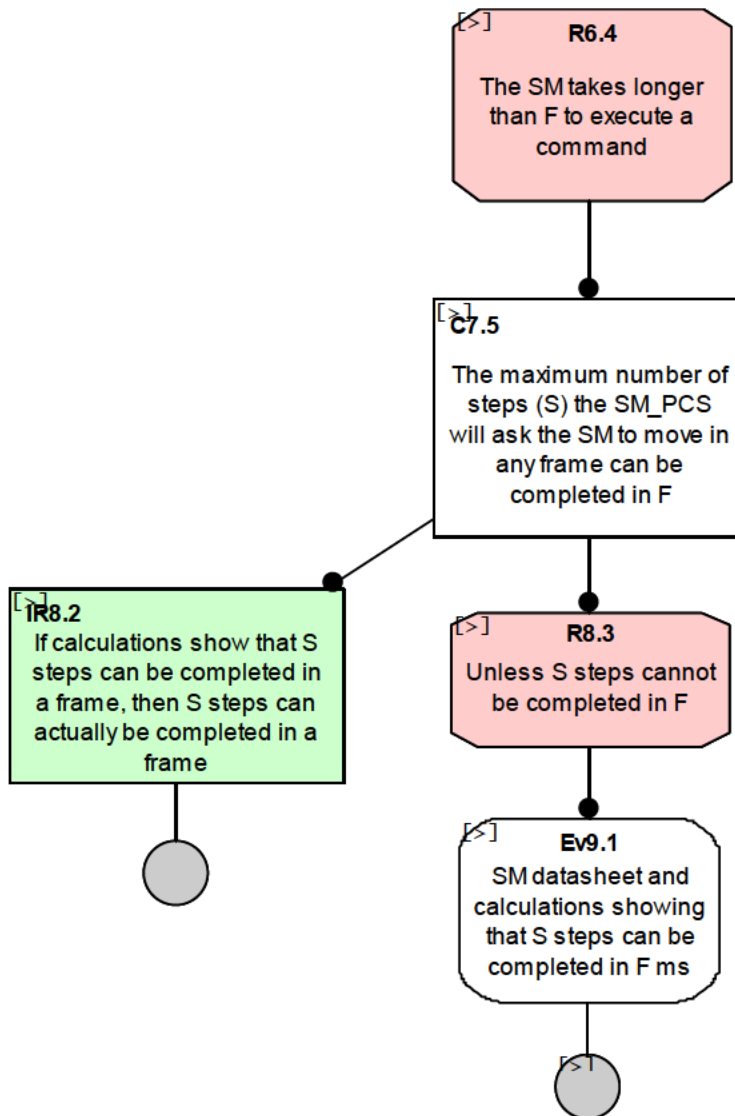 [>]
R6.4
The SM takes longer
than F to execute a
command
[>]
C7.5
The maximum number of
steps (S) the SM_PCS
will ask the SM to move in
any frame can be
completed in F
[>]
IR8.2
If calculations show that S
steps can be completed in
a frame, then S steps can
actually be completed in a
frame
[>]
R8.3
Unless S steps cannot
be completed in F
[>]
Ev9.1
SM datasheet and
calculations showing
that S steps can be
completed in F ms
[>]